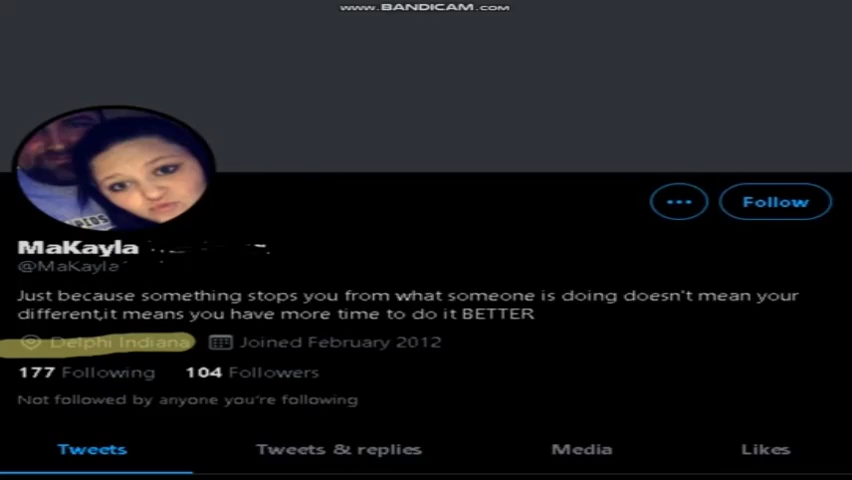 www.BANDICAM.com
Follow
MaKayla
@MaKayla
Just because something stops you from what someone is doing doesn't mean your
different,it means you have more time to do it BETTER
Delphi Indiana Joined February 2012
177 Following 104 Followers
Not followed by anyone you're following
Tweets Tweets & replies Media Likes